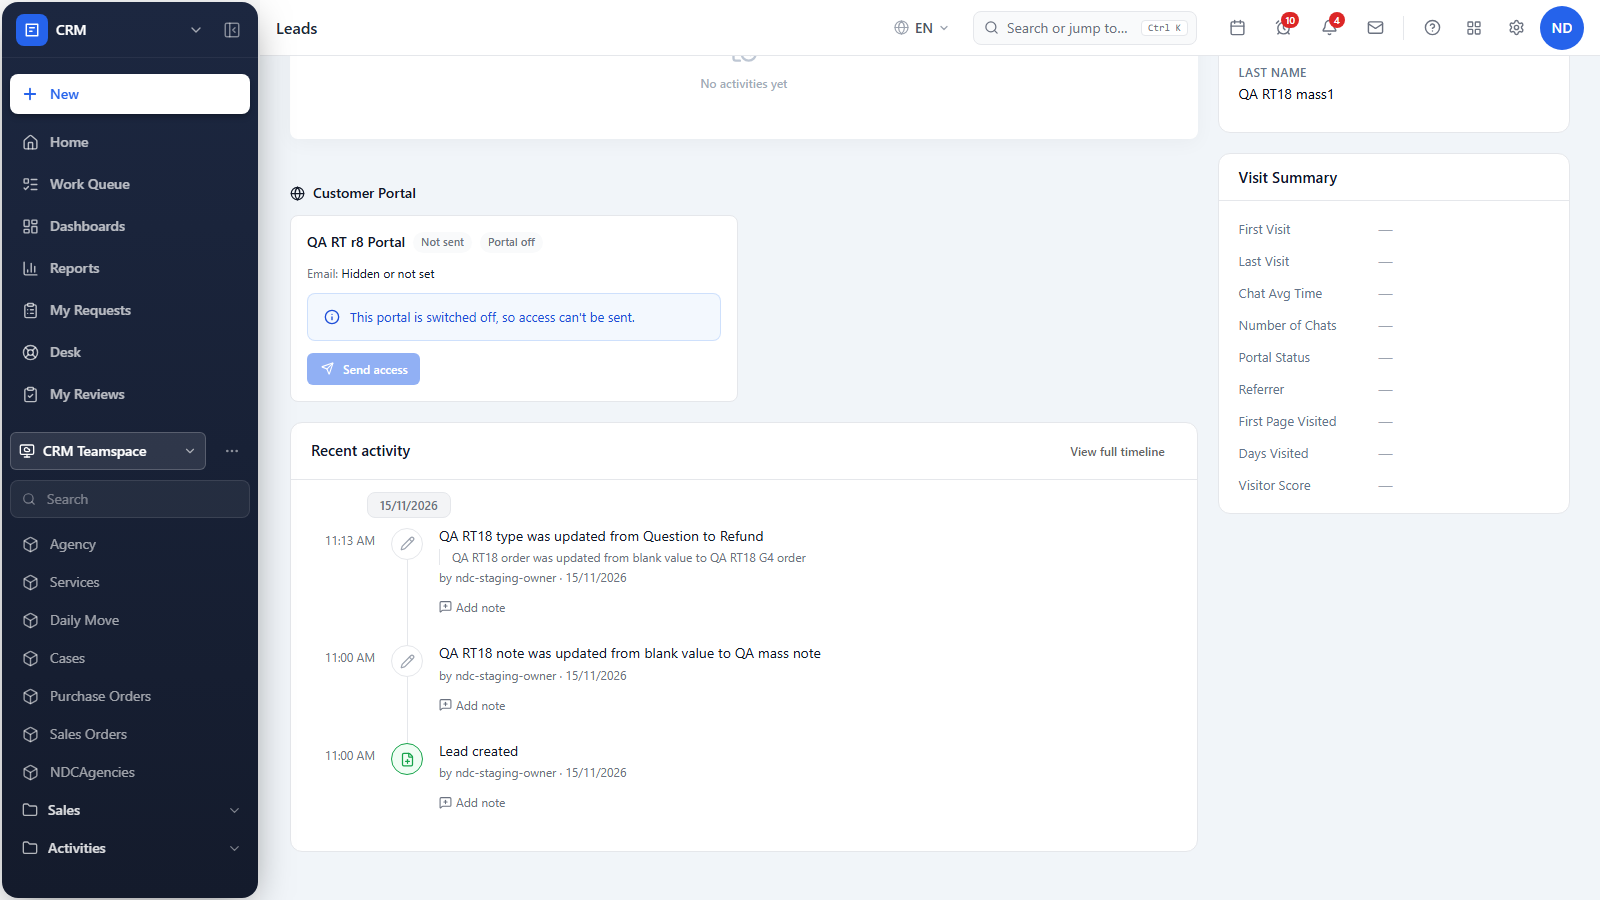 CRM
New
Home
Work Queue
Dashboards
Reports
My Requests
Desk
My Reviews
CRM Teamspace
Search
Agency
Services
Daily Move
Cases
Purchase Orders
Sales Orders
NDCAgencies
Sales
Activities
Leads
EN
Search or jump to...
Ctrl K
10
4
ND
No activities yet
Customer Portal
QA RT r8 Portal
Not sent
Portal off
Email: Hidden or not set
This portal is switched off, so access can't be sent.
Send access
Recent activity
View full timeline
15/11/2026
11:13 AM
QA RT18 type was updated from Question to Refund
QA RT18 order was updated from blank value to QA RT18 G4 order
by ndc-staging-owner · 15/11/2026
Add note
11:00 AM
QA RT18 note was updated from blank value to QA mass note
by ndc-staging-owner · 15/11/2026
Add note
11:00 AM
Lead created
by ndc-staging-owner · 15/11/2026
Add note
LAST NAME
QA RT18 mass1
Visit Summary
First Visit —
Last Visit —
Chat Avg Time —
Number of Chats —
Portal Status —
Referrer —
First Page Visited —
Days Visited —
Visitor Score —